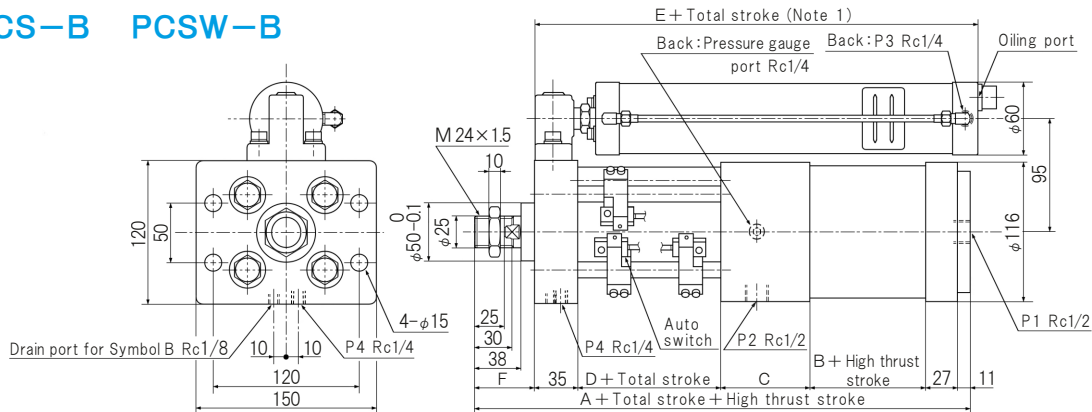 CS−B PCSW−B
E+Total stroke (Note 1)
Back:Pressure gauge
port Rc1/4
Back:P3 Rc1/4
Oiling port
M24×1.5
10
φ60
95
120
50
0
φ50-0.1
φ25
φ116
25
30
38
4-φ15
P4 Rc1/4
Auto
switch
P2 Rc1/2
P1 Rc1/2
Drain port for Symbol B Rc1/8
10
10
P4 Rc1/4
120
150
F
35
D+Total stroke
C
B+High thrust
stroke
27
11
A+Total stroke+High thrust stroke